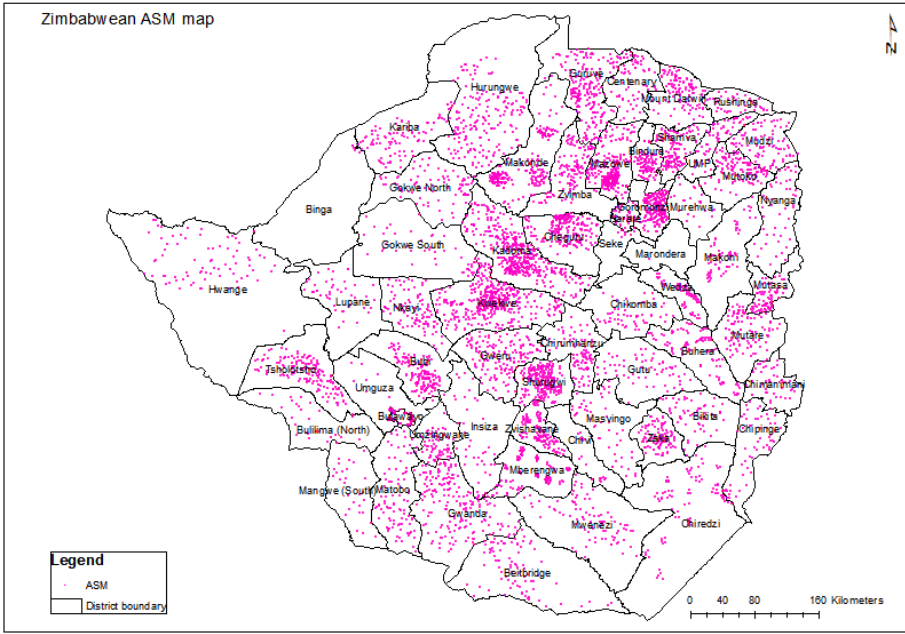 Zimbabwean ASM map
N
Guruve
Centenary
Hurungwe
Mount Darwin
Rushinga
Kariba
Shamva
Mudzi
Bindura
Makonde
Mazowe
UMP
Mutoko
Gokwe North
Zvimba
Nyanga
Binga
Goromonzi
Murehwa
Harare
Chegutu
Gokwe South
Seke
Kadoma
Marondera
Makoni
Hwange
Wedza
Mutasa
Lupane
Nkayi
Kwekwe
Chikomba
Mutare
Chirumhanzu
Buhera
Gweru
Bubi
Tsholotsho
Gutu
Shurugwi
Chimanimani
Umguza
Bulawayo
Masvingo
Bikita
Insiza
Chipinge
Bulilima (North)
Umzingwane
Zvishavane
Chivi
Zaka
Mberengwa
Mangwe (South)
Matobo
Gwanda
Mwenezi
Chiredzi
Beitbridge
Legend
ASM
District boundary
0 40 80 160 Kilometers